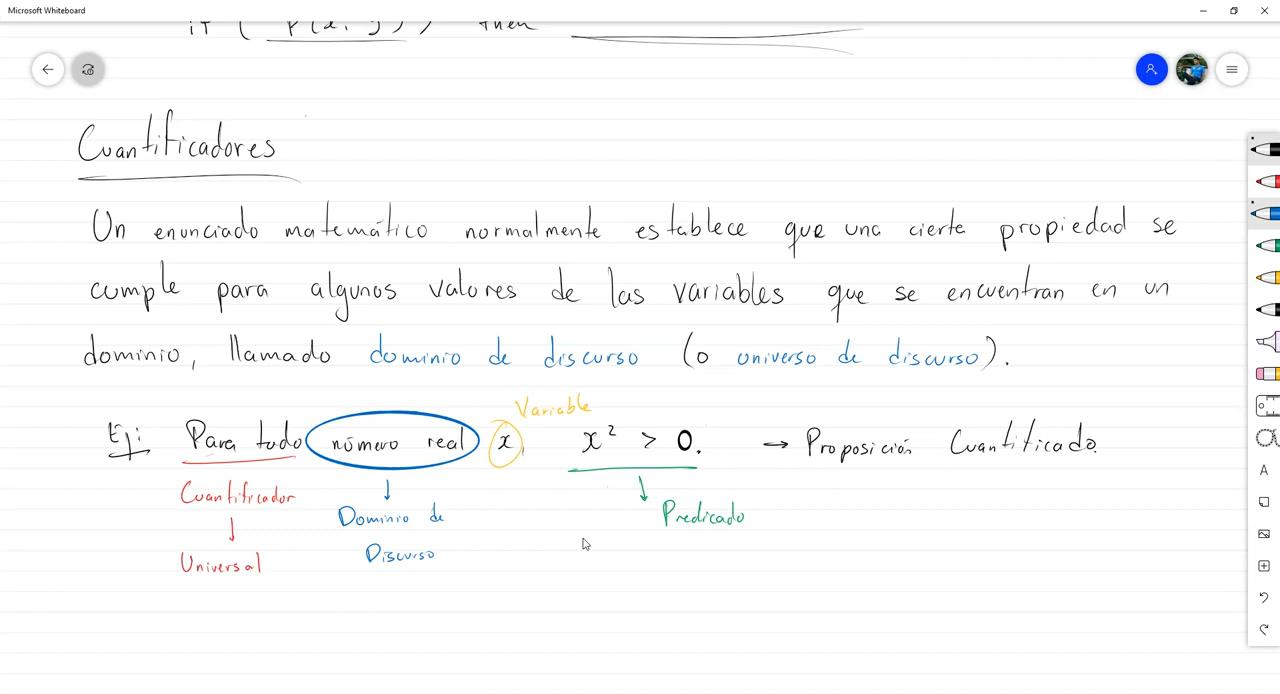 Microsoft Whiteboard
if ( P(x, y) ) then
Cuantificadores
Un enunciado matemático normalmente establece que una cierta propiedad se
cumple para algunos valores de las variables que se encuentran en un
dominio, llamado dominio de discurso (o universo de discurso).
Variable
Ej: Para todo número real x, x² > 0. → Proposición Cuantificada.
Cuantificador
Dominio de
Predicado
Discurso
Universal
A